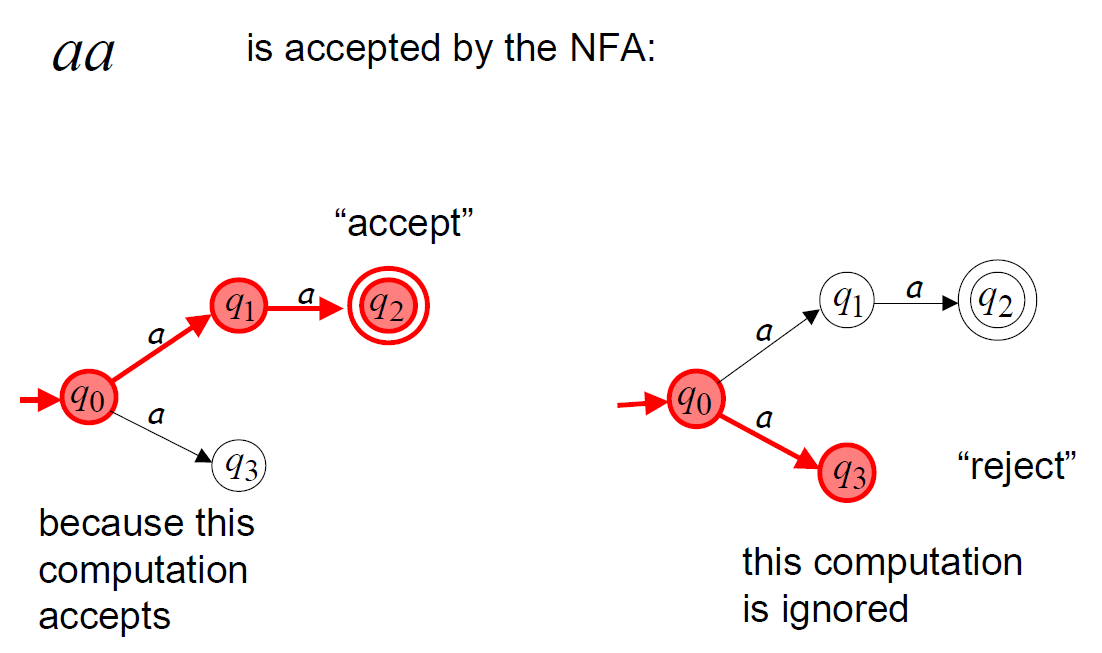 aa is accepted by the NFA:
“accept”
q1 a q2
a
q0
a
q3
because this
computation
accepts
q1 a q2
a
q0
a
q3
“reject”
this computation
is ignored